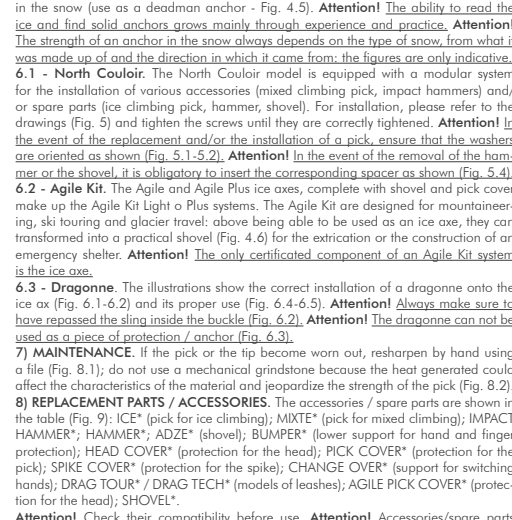 in the snow (use as a deadman anchor - Fig. 4.5). Attention! The ability to read the
ice and find solid anchors grows mainly through experience and practice. Attention!
The strength of an anchor in the snow always depends on the type of snow, from what it
was made up of and the direction in which it came from: the figures are only indicative.
6.1 - North Couloir. The North Couloir model is equipped with a modular system
for the installation of various accessories (mixed climbing pick, impact hammers) and/
or spare parts (ice climbing pick, hammer, shovel). For installation, please refer to the
drawings (Fig. 5) and tighten the screws until they are correctly tightened. Attention! In
the event of the replacement and/or the installation of a pick, ensure that the washers
are oriented as shown (Fig. 5.1-5.2). Attention! In the event of the removal of the ham-
mer or the shovel, it is obligatory to insert the corresponding spacer as shown (Fig. 5.4).
6.2 - Agile Kit. The Agile and Agile Plus ice axes, complete with shovel and pick cover
make up the Agile Kit Light o Plus systems. The Agile Kit are designed for mountaineer-
ing, ski touring and glacier travel: above being able to be used as an ice axe, they can
transformed into a practical shovel (Fig. 4.6) for the extrication or the construction of an
emergency shelter. Attention! The only certificated component of an Agile Kit system
is the ice axe.
6.3 - Dragonne. The illustrations show the correct installation of a dragonne onto the
ice ax (Fig. 6.1-6.2) and its proper use (Fig. 6.4-6.5). Attention! Always make sure to
have repassed the sling inside the buckle (Fig. 6.2). Attention! The dragonne can not be
used as a piece of protection / anchor (Fig. 6.3).
7) MAINTENANCE. If the pick or the tip become worn out, resharpen by hand using
a file (Fig. 8.1); do not use a mechanical grindstone because the heat generated could
affect the characteristics of the material and jeopardize the strength of the pick (Fig. 8.2).
8) REPLACEMENT PARTS / ACCESSORIES. The accessories / spare parts are shown in
the table (Fig. 9): ICE* (pick for ice climbing); MIXTE* (pick for mixed climbing); IMPACT
HAMMER*; HAMMER*; ADZE* (shovel); BUMPER* (lower support for hand and finger
protection); HEAD COVER* (protection for the head); PICK COVER* (protection for the
pick); SPIKE COVER* (protection for the spike); CHANGE OVER* (support for switching
hands); DRAG TOUR* / DRAG TECH* (models of leashes); AGILE PICK COVER* (protec-
tion for the head); SHOVEL*.
Attention! Check their compatibility before use. Attention! Accessories/spare parts